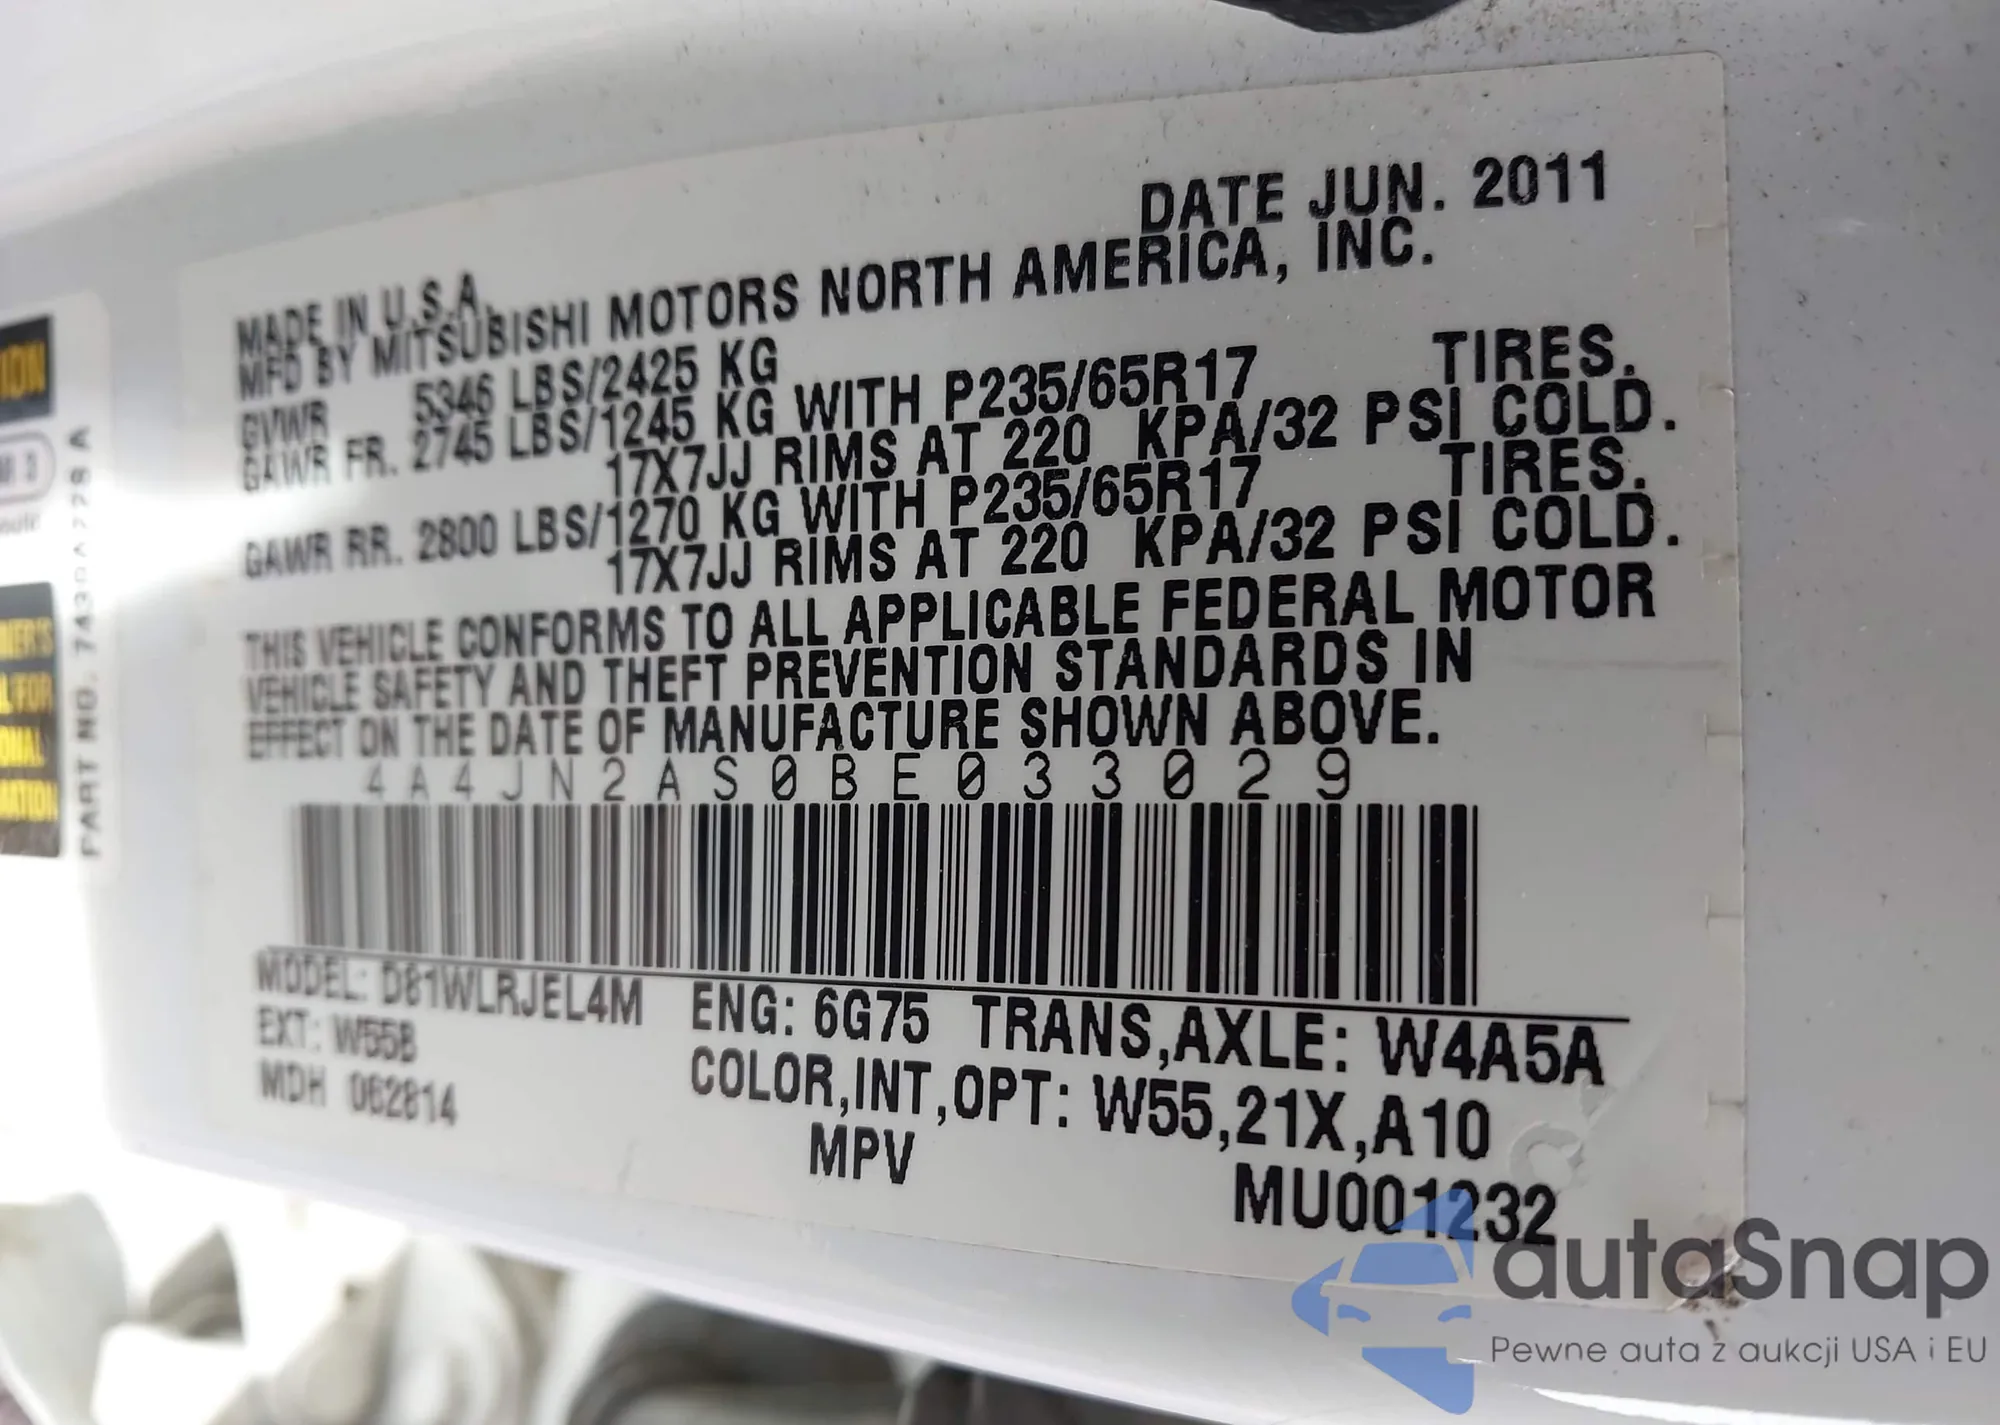 DATE JUN. 2011
MADE IN U.S.A.
MFD BY MITSUBISHI MOTORS NORTH AMERICA, INC.
GVWR 5346 LBS/2425 KG
GAWR FR. 2745 LBS/1245 KG WITH P235/65R17 TIRES.
17X7JJ RIMS AT 220 KPA/32 PSI COLD.
GAWR RR. 2800 LBS/1270 KG WITH P235/65R17 TIRES.
17X7JJ RIMS AT 220 KPA/32 PSI COLD.
THIS VEHICLE CONFORMS TO ALL APPLICABLE FEDERAL MOTOR
VEHICLE SAFETY AND THEFT PREVENTION STANDARDS IN
EFFECT ON THE DATE OF MANUFACTURE SHOWN ABOVE.
4A4JN2AS0BE033029
MODEL: D81WLRJEL4M ENG: 6G75 TRANS,AXLE: W4A5A
EXT: W55B COLOR,INT,OPT: W55,21X,A10
MDH 062814 MPV MU001232
PART NO.
autaSnap
Pewne auta z aukcji USA i EU